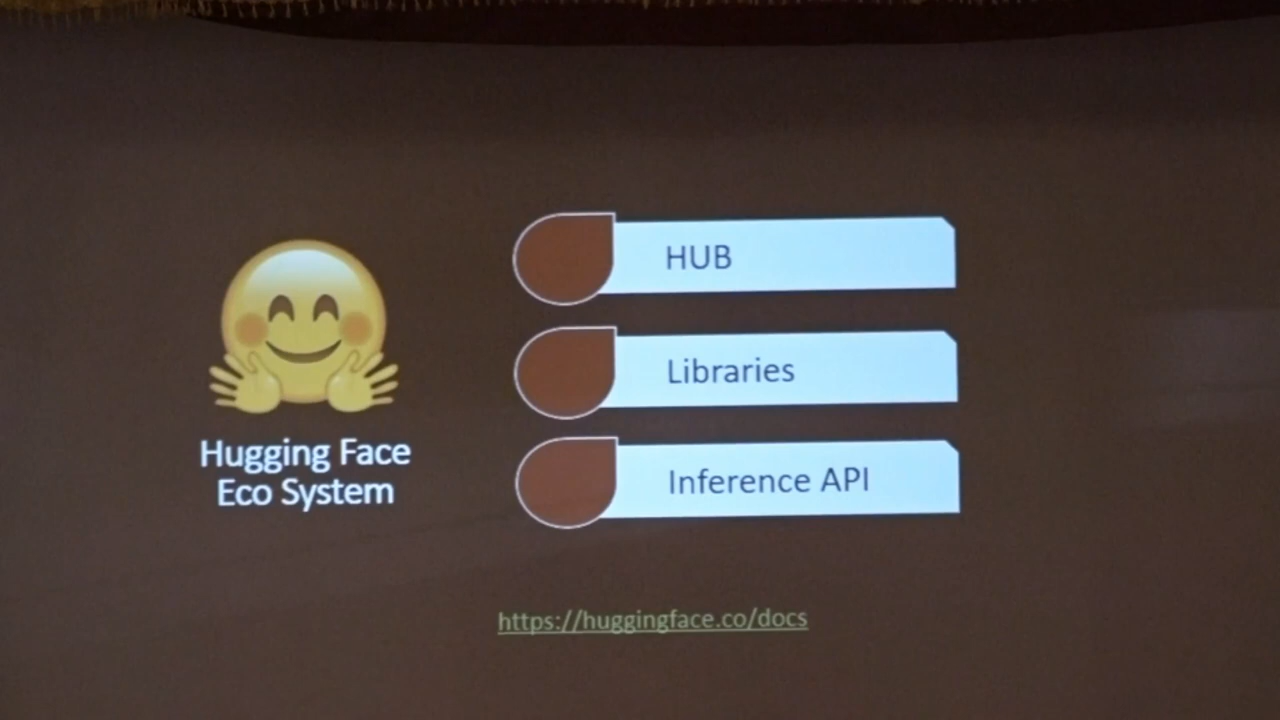 Hugging Face
Eco System
HUB
Libraries
Inference API
https://huggingface.co/docs